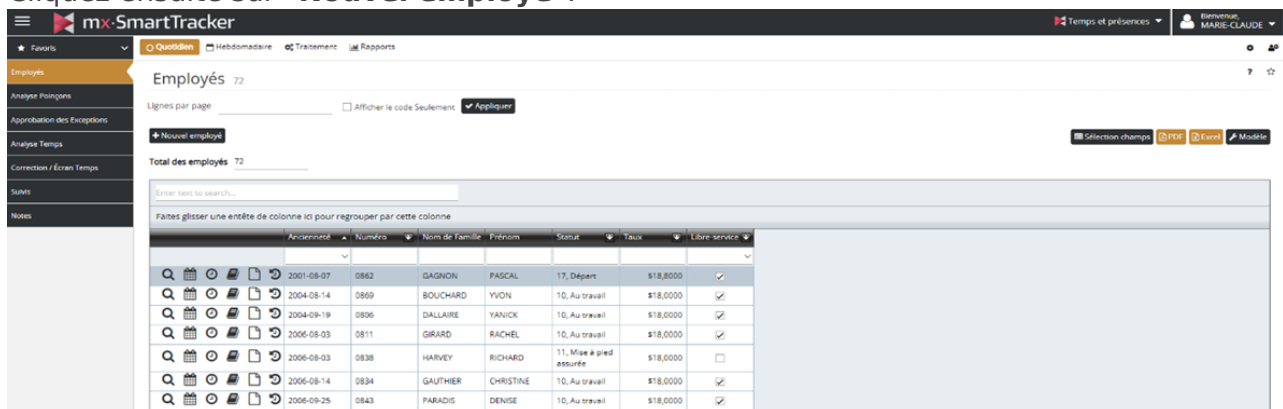 Cliquez ensuite sur "Nouvel employé".
mx-SmartTracker
Temps et présences
Bienvenue,
MARIE-CLAUDE
Favoris
Quotidien Hebdomadaire Traitement Rapports
Employés
Employés 72
?
Analyse Poinçons
Lignes par page
Afficher le code Seulement
Appliquer
Approbation des Exceptions
+ Nouvel employé
Sélection champs PDF Excel Modèle
Analyse Temps
Total des employés 72
Correction / Écran Temps
Suivis
Enter text to search...
Notes
Faites glisser une entête de colonne ici pour regrouper par cette colonne
Ancienneté Numéro Nom de Famille Prénom Statut Taux Libre-service
2001-08-07 0862 GAGNON PASCAL 17, Départ $18,8000
2004-08-14 0869 BOUCHARD YVON 10, Au travail $18,0000
2004-09-19 0806 DALLAIRE YANICK 10, Au travail $18,0000
2006-08-03 0811 GIRARD RACHEL 10, Au travail $18,0000
2006-08-03 0838 HARVEY RICHARD 11, Mise à pied assurée $18,0000
2006-08-14 0834 GAUTHIER CHRISTINE 10, Au travail $18,0000
2006-09-25 0843 PARADIS DENISE 10, Au travail $18,0000